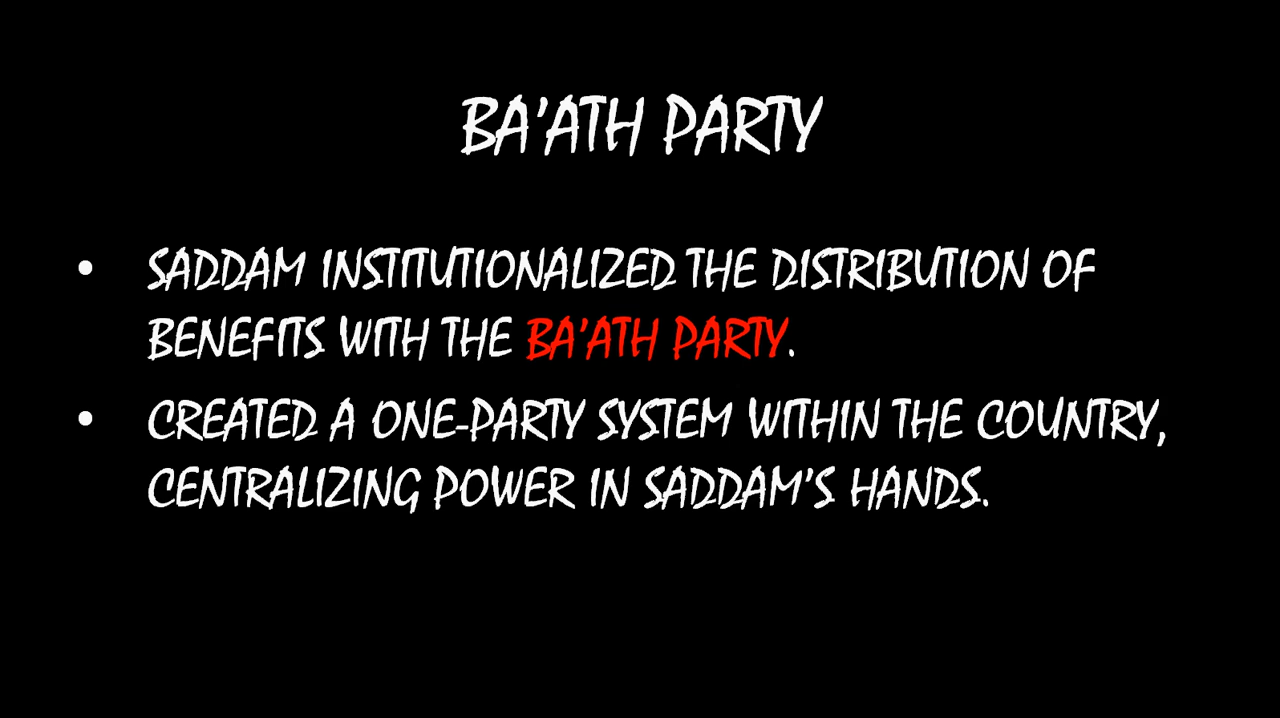 BA'ATH PARTY
• SADDAM INSTITUTIONALIZED THE DISTRIBUTION OF
BENEFITS WITH THE BA'ATH PARTY.
• CREATED A ONE-PARTY SYSTEM WITHIN THE COUNTRY,
CENTRALIZING POWER IN SADDAM'S HANDS.